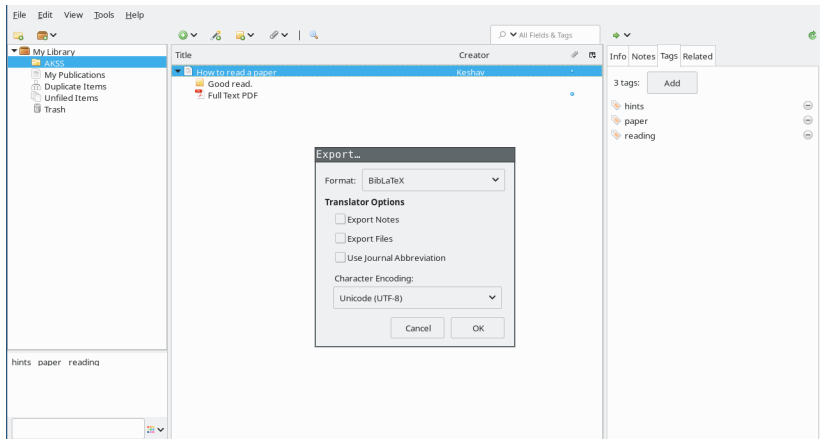 File Edit View Tools Help
All Fields & Tags
My Library
AKSS
My Publications
Duplicate Items
Unfiled Items
Trash
Title Creator
How to read a paper Keshav
Good read.
Full Text PDF
Info Notes Tags Related
3 tags: Add
hints
paper
reading
Export…
Format: BibLaTeX
Translator Options
Export Notes
Export Files
Use Journal Abbreviation
Character Encoding:
Unicode (UTF-8)
Cancel OK
hints paper reading